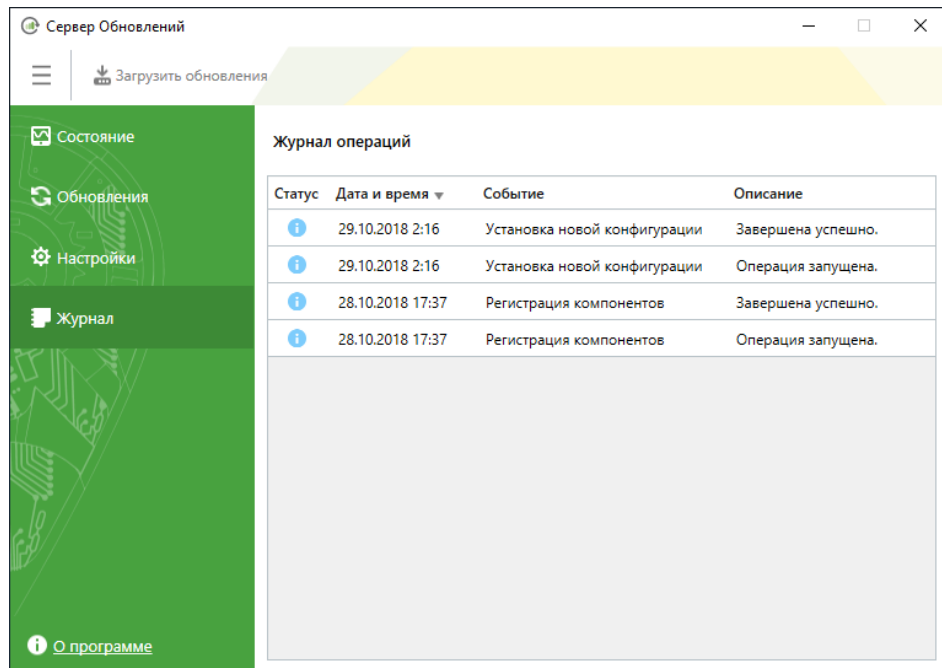 Сервер Обновлений
Загрузить обновления
Состояние
Обновления
Настройки
Журнал
О программе
Журнал операций
Статус Дата и время Событие Описание
29.10.2018 2:16 Установка новой конфигурации Завершена успешно.
29.10.2018 2:16 Установка новой конфигурации Операция запущена.
28.10.2018 17:37 Регистрация компонентов Завершена успешно.
28.10.2018 17:37 Регистрация компонентов Операция запущена.